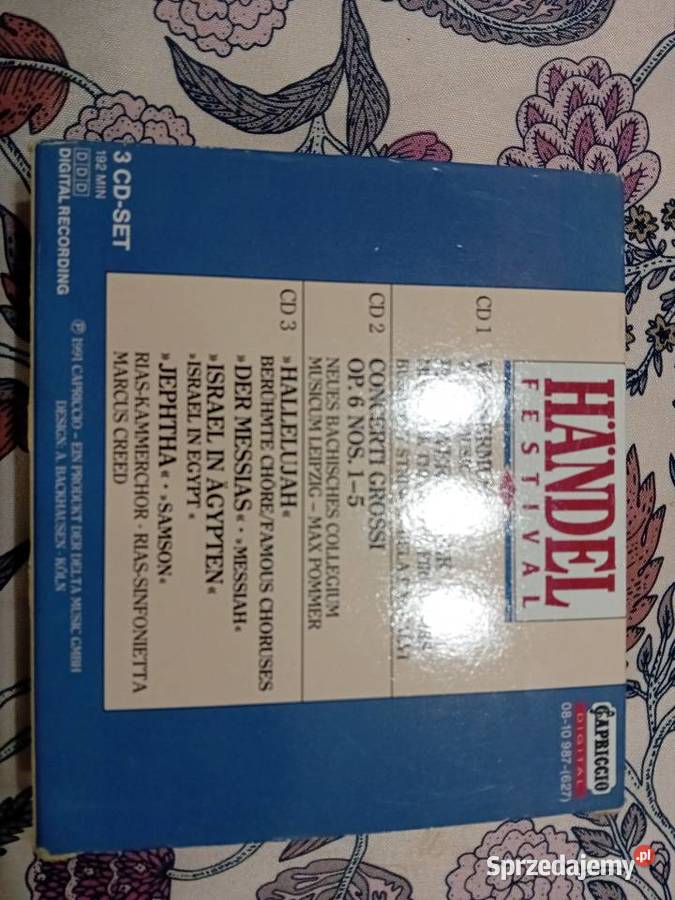 HÄNDEL
FESTIVAL
CAPRICCIO
DIGITAL
08-10 987-(627)
CD 1
CD 2
CONCERTI GROSSI
OP. 6 NOS. 1–5
NEUES BACHISCHES COLLEGIUM
MUSICUM LEIPZIG – MAX POMMER
CD 3
»HALLELUJAH«
BERÜHMTE CHÖRE/FAMOUS CHORUSES
»DER MESSIAS« · »MESSIAH«
»ISRAEL IN ÄGYPTEN«
»ISRAEL IN EGYPT«
»JEPHTHA« · »SAMSON«
RIAS-KAMMERCHOR · RIAS-SINFONIETTA
MARCUS CREED
3 CD-SET
192 MIN
DDD
DIGITAL RECORDING
℗ 1991 CAPRICCIO – EIN PRODUKT DER DELTA MUSIC GMBH
DESIGN: A. BACKHAUSEN · KÖLN
Sprzedajemy.pl